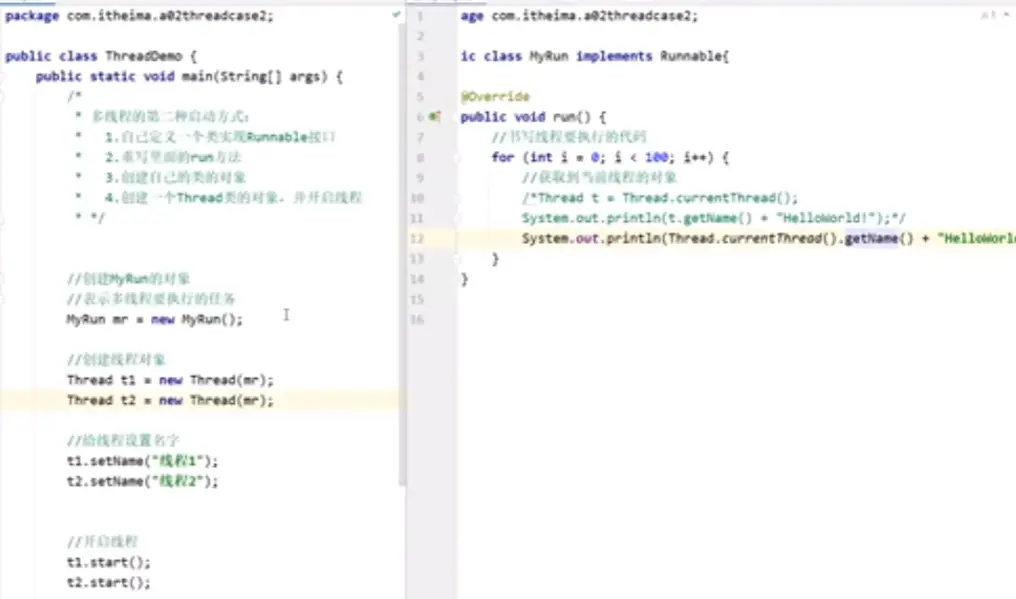 package com.itheima.a02threadcase2;
public class ThreadDemo {
public static void main(String[] args) {
/*
* 多线程的第二种启动方式：
* 1.自己定义一个类实现Runnable接口
* 2.重写里面的run方法
* 3.创建自己的类的对象
* 4.创建一个Thread类的对象，并开启线程
* */
//创建MyRun的对象
//表示多线程要执行的任务
MyRun mr = new MyRun();
//创建线程对象
Thread t1 = new Thread(mr);
Thread t2 = new Thread(mr);
//给线程设置名字
t1.setName("线程1");
t2.setName("线程2");
//开启线程
t1.start();
t2.start();
1 age com.itheima.a02threadcase2;
2
3 ic class MyRun implements Runnable{
4
5 @Override
6 public void run() {
7 //书写线程要执行的代码
8 for (int i = 0; i < 100; i++) {
9 //获取到当前线程的对象
10 /*Thread t = Thread.currentThread();
11 System.out.println(t.getName() + "HelloWorld!");*/
12 System.out.println(Thread.currentThread().getName() + "HelloWorl
13 }
14 }
15
16